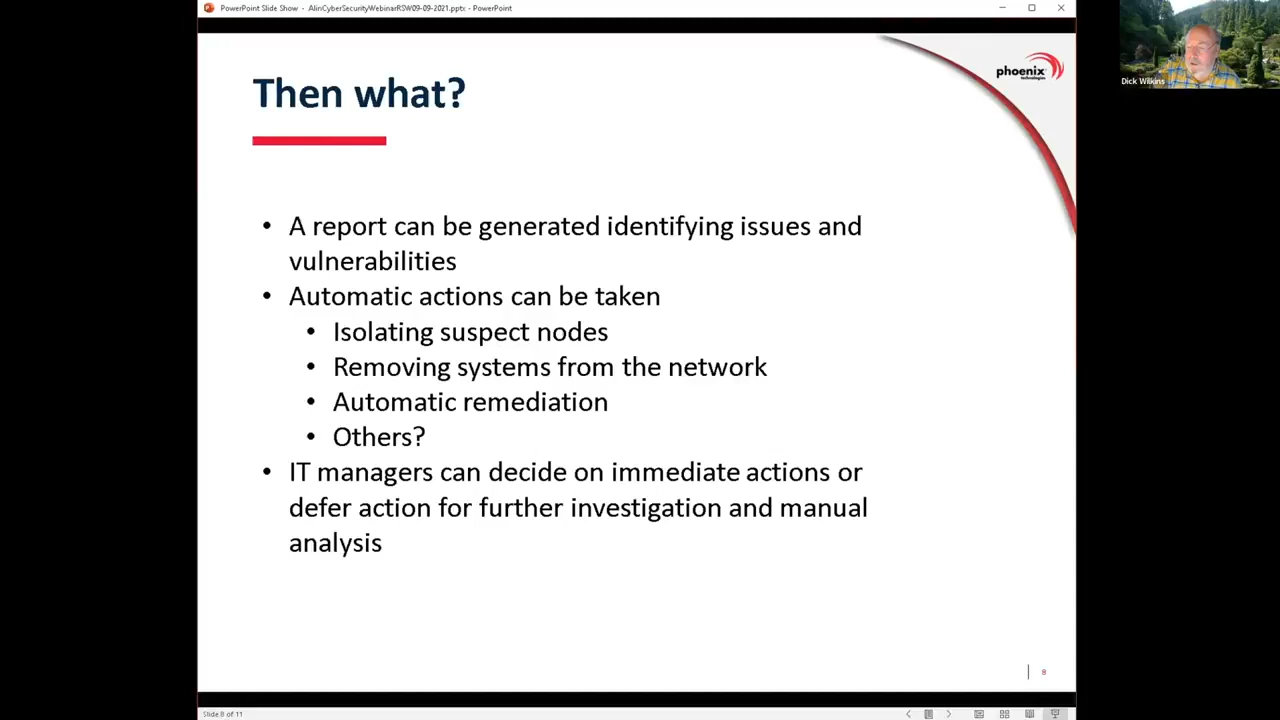 PowerPoint Slide Show - AlinCyberSecurityWebinarRSW09-09-2021.pptx - PowerPoint
Dick Wilkins
phoenix
technologies
Then what?
• A report can be generated identifying issues and
vulnerabilities
• Automatic actions can be taken
• Isolating suspect nodes
• Removing systems from the network
• Automatic remediation
• Others?
• IT managers can decide on immediate actions or
defer action for further investigation and manual
analysis
8
Slide 8 of 11